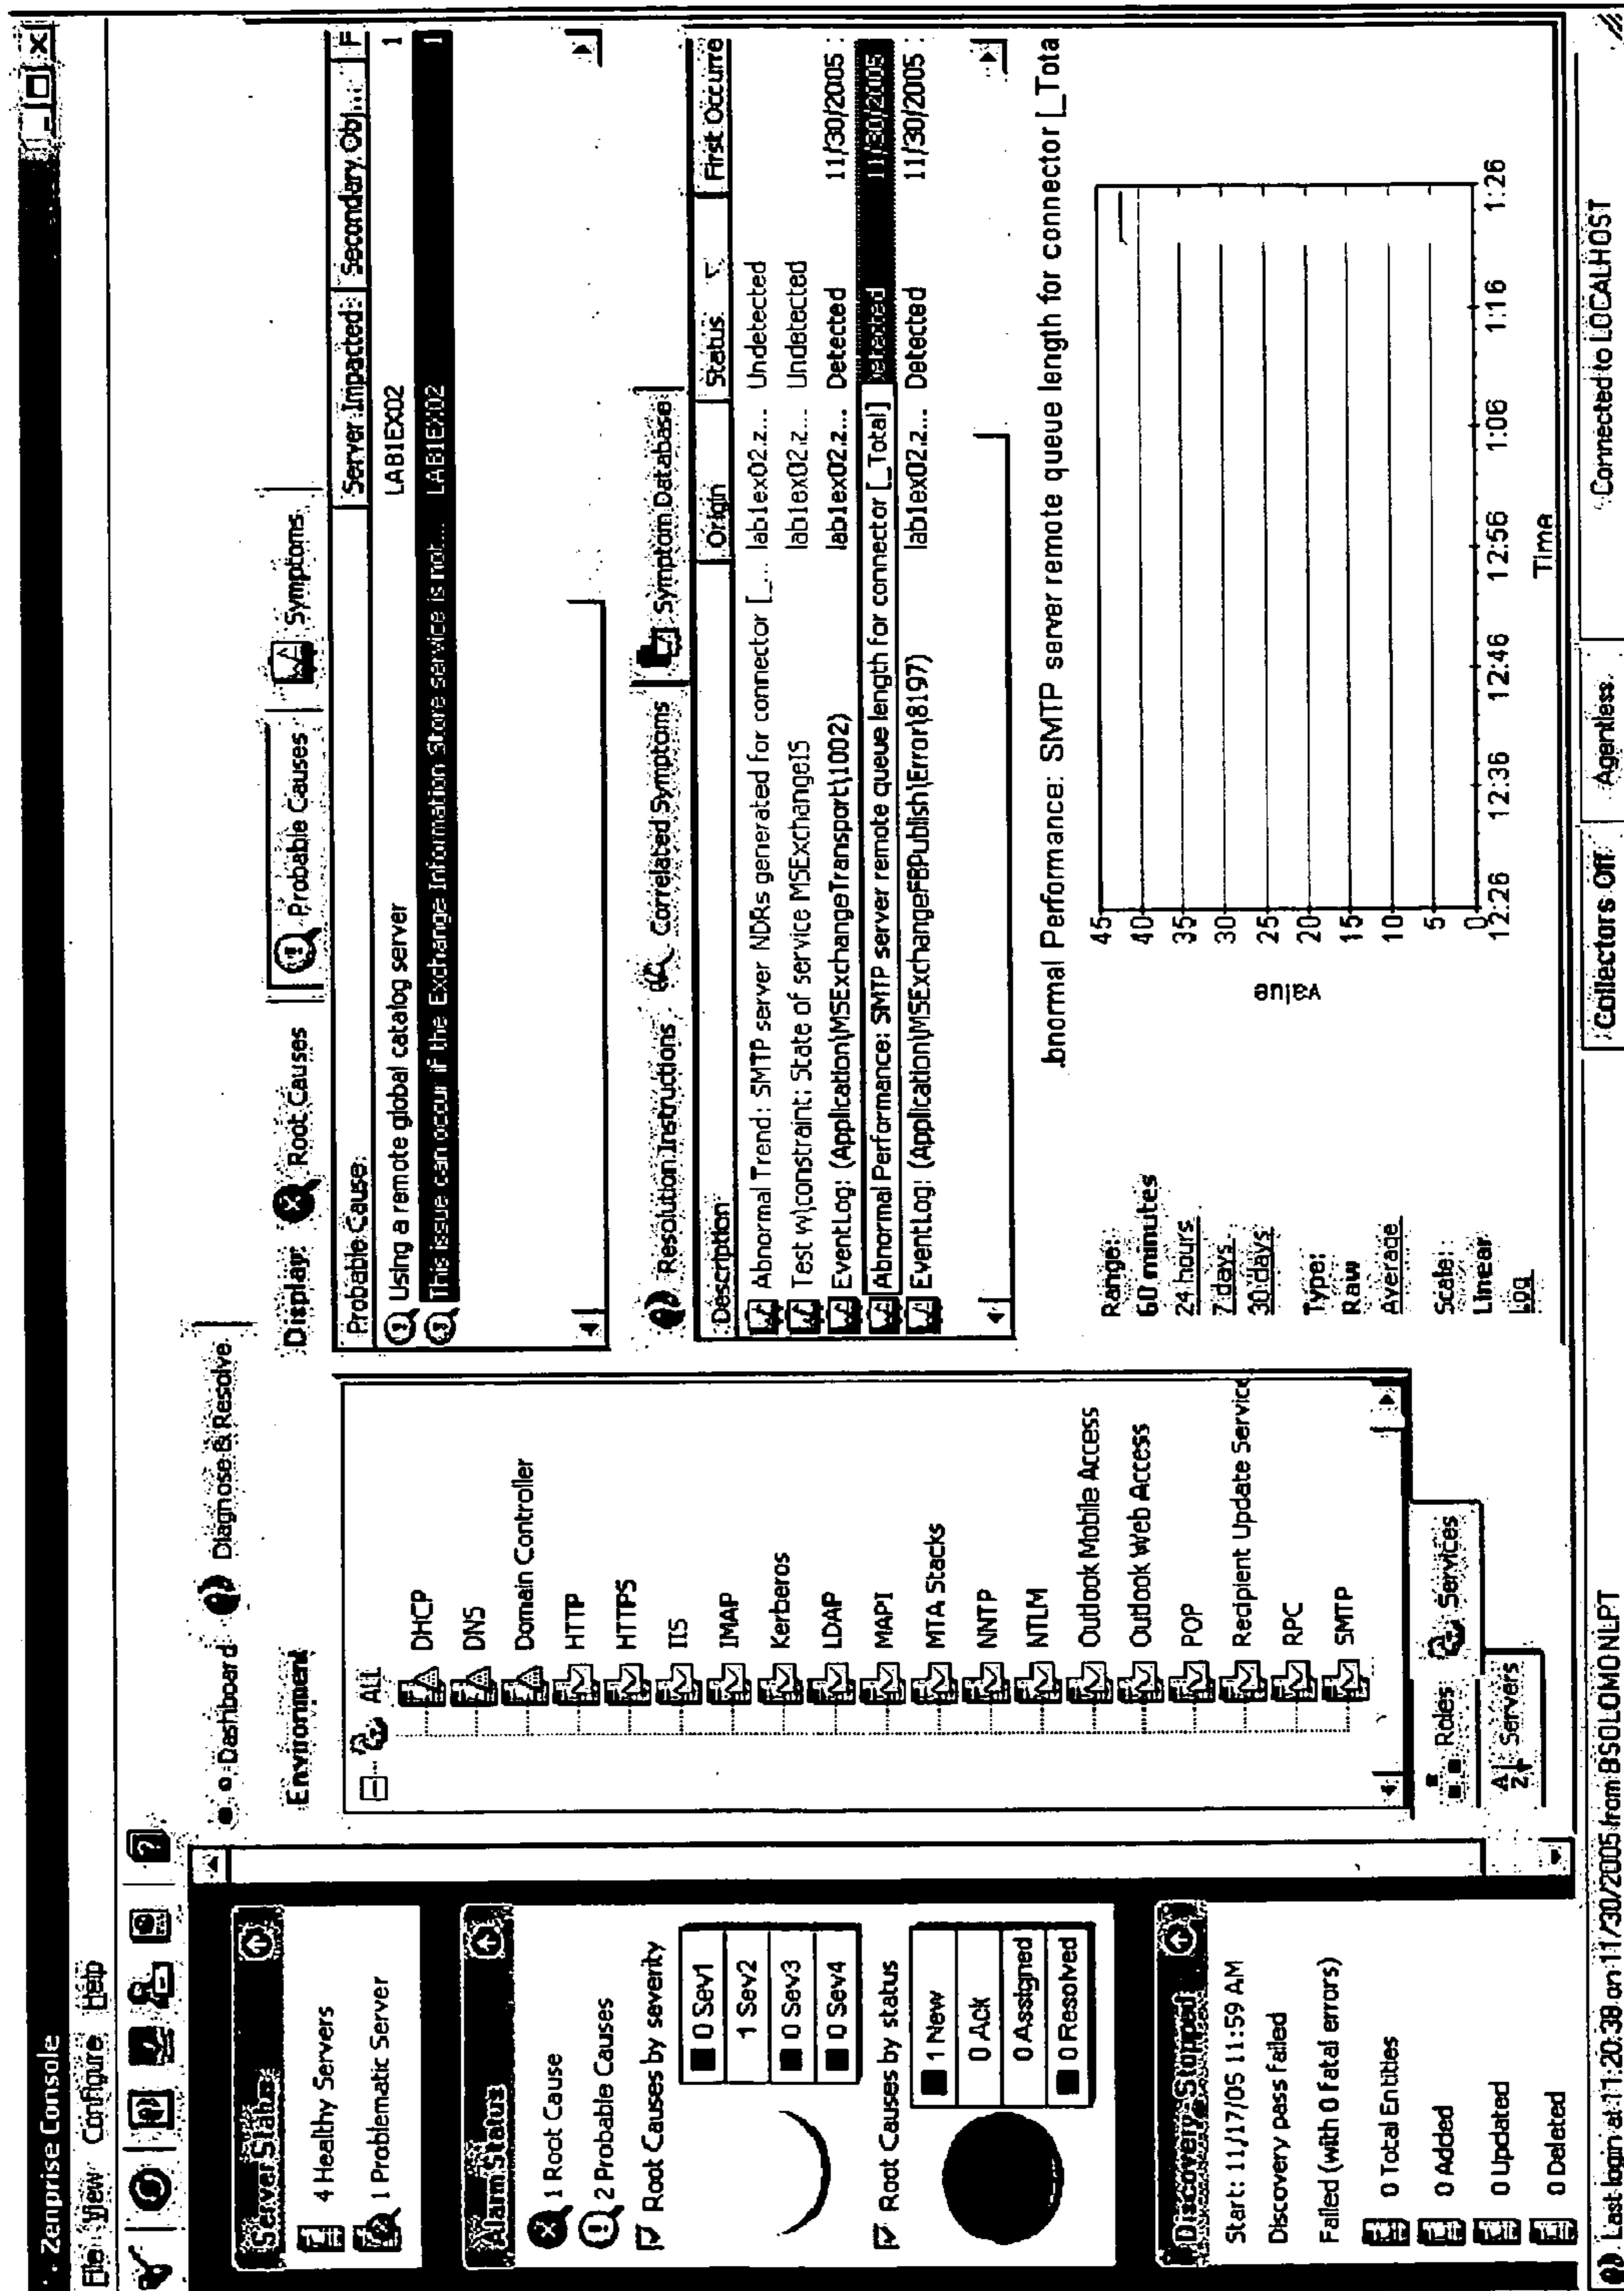 Zenprise Console
File View Configure Help
Server Status
4 Healthy Servers
1 Problematic Server
Alarm Status
1 Root Cause
2 Probable Causes
Root Causes by severity
0 Sev1
1 Sev2
0 Sev3
0 Sev4
Root Causes by status
1 New
0 Ack
0 Assigned
0 Resolved
Discovery Stopped
Start: 11/17/05 11:59 AM
Discovery pass failed
Failed (with 0 fatal errors)
0 Total Entities
0 Added
0 Updated
0 Deleted
Dashboard
Diagnose & Resolve
Environment
ALL
DHCP
DNS
Domain Controller
HTTP
HTTPS
IIS
IMAP
Kerberos
LDAP
MAPI
MTA Stacks
NNTP
NTLM
Outlook Mobile Access
Outlook Web Access
POP
Recipient Update Service
RPC
SMTP
Roles
Services
Servers
Display: Root Causes Probable Causes Symptoms
Probable Cause Server Impacted Secondary Obj... F
Using a remote global catalog server LAB1EX02 1
This issue can occur if the Exchange Information Store service is not... LAB1EX02 1
Resolution Instructions Correlated Symptoms Symptom Database
Description Origin Status First Occurre
Abnormal Trend: SMTP server NDRs generated for connector [_... lab1ex02.z... Undetected
Test w\constraint: State of service MSExchangeIS lab1ex02.z... Undetected
EventLog: (Application\MSExchangeTransport\1002) lab1ex02.z... Detected 11/30/2005
Abnormal Performance: SMTP server remote queue length for connector [_Total] Detected 11/30/2005
EventLog: (Application\MSExchangeFBPublish\Error\8197) lab1ex02.z... Detected 11/30/2005
Range:
60 minutes
24 hours
7 days
30 days
Type:
Raw
Average
Scale:
Linear
Log
.bnormal Performance: SMTP server remote queue length for connector [_Tota
value
45
40
35
30
25
20
15
10
5
0
12:26 12:36 12:46 12:56 1:06 1:16 1:26
Time
Last login at 11:20:38 on 11/30/2005 from BSOLOMONLPT
Collectors Off
Agentless
Connected to LOCALHOST